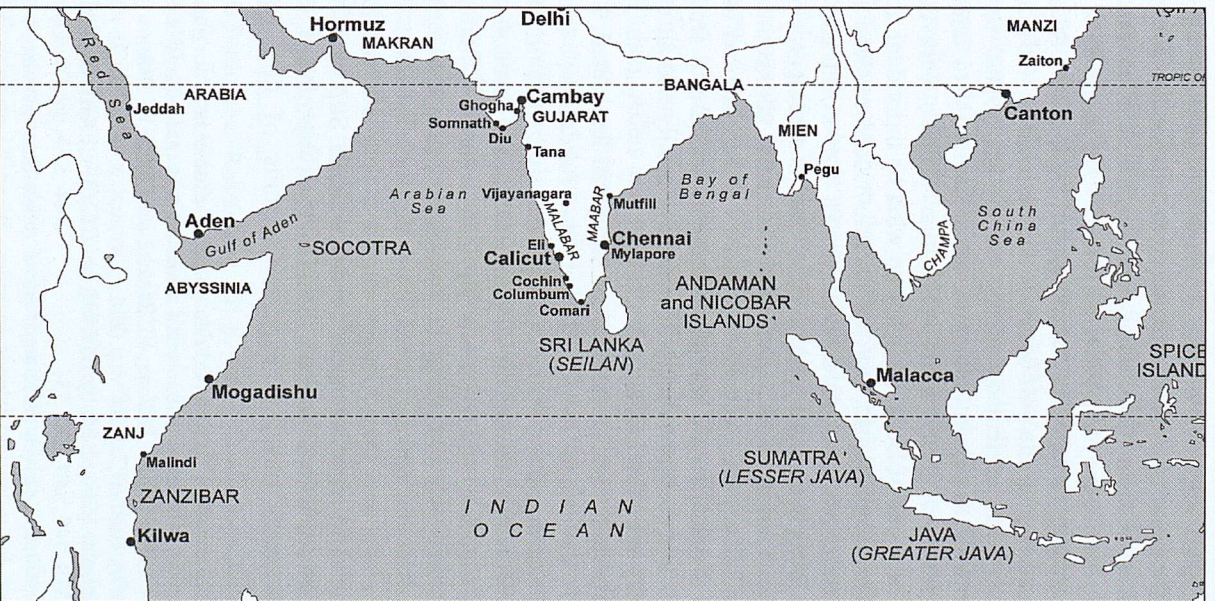 Delhi
Hormuz
MAKRAN
MANZI
Zaiton
TROPIC OF
Red Sea
Jeddah
ARABIA
BANGALA
Cambay
Ghogha
GUJARAT
Somnath
Diu
Canton
MIEN
Tana
Pegu
Arabian
Sea
Bay of
Bengal
Vijayanagara
Mutfili
MALABAR
MAABAR
South
China
Sea
Aden
Gulf of Aden
SOCOTRA
Eli
Chennai
Calicut
Mylapore
CHAMPA
ABYSSINIA
Cochin
Columbum
Comari
ANDAMAN
and NICOBAR
ISLANDS
SRI LANKA
(SEILAN)
SPICE
ISLAND
Malacca
Mogadishu
ZANJ
Malindi
SUMATRA
(LESSER JAVA)
ZANZIBAR
INDIAN
OCEAN
Kilwa
JAVA
(GREATER JAVA)